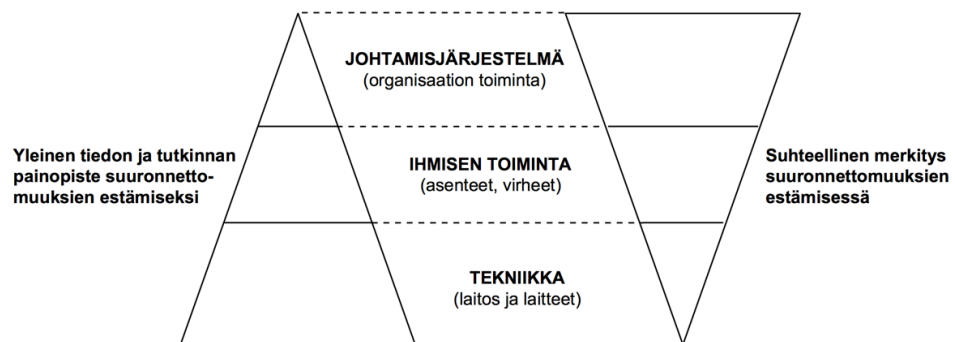 JOHTAMISJÄRJESTELMÄ
(organisaation toiminta)
Yleinen tiedon ja tutkinnan
painopiste suuronnetto-
muuksien estämiseksi
IHMISEN TOIMINTA
(asenteet, virheet)
Suhteellinen merkitys
suuronnettomuuksien
estämisessä
TEKNIIKKA
(laitos ja laitteet)